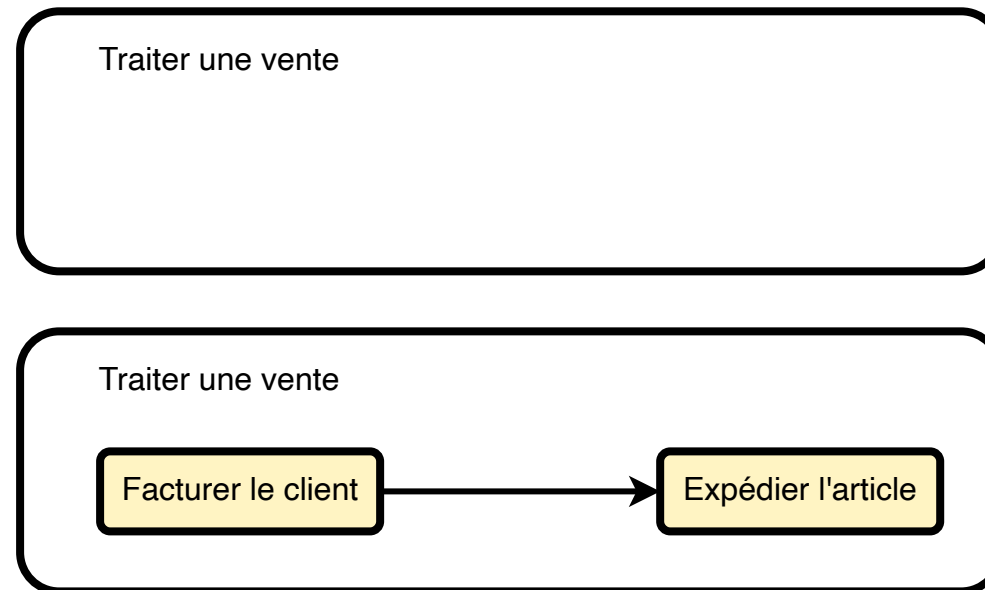 Traiter une vente
Traiter une vente
Facturer le client
Expédier l'article